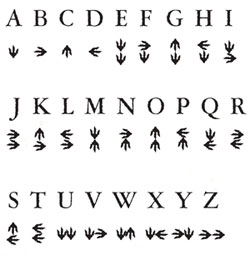 A B C D E F G H I
J K L M N O P Q R
S T U V W X Y Z